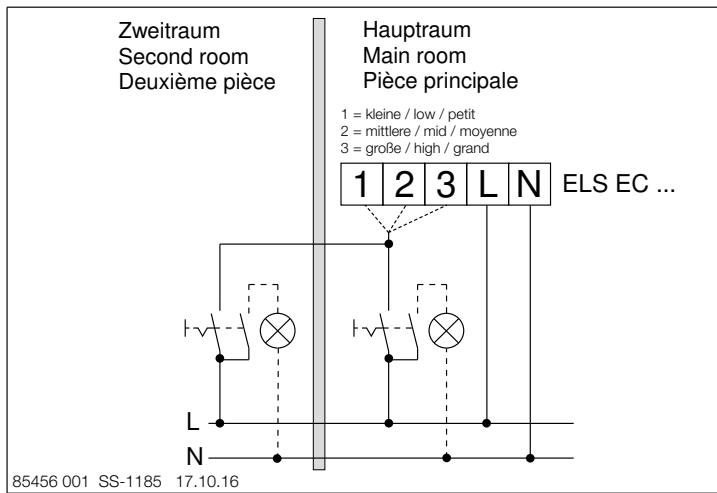 Zweitraum
Second room
Deuxième pièce
Hauptraum
Main room
Pièce principale
1 = kleine / low / petit
2 = mittlere / mid / moyenne
3 = große / high / grand
1 2 3 L N ELS EC ...
L
N
85456 001 SS-1185 17.10.16